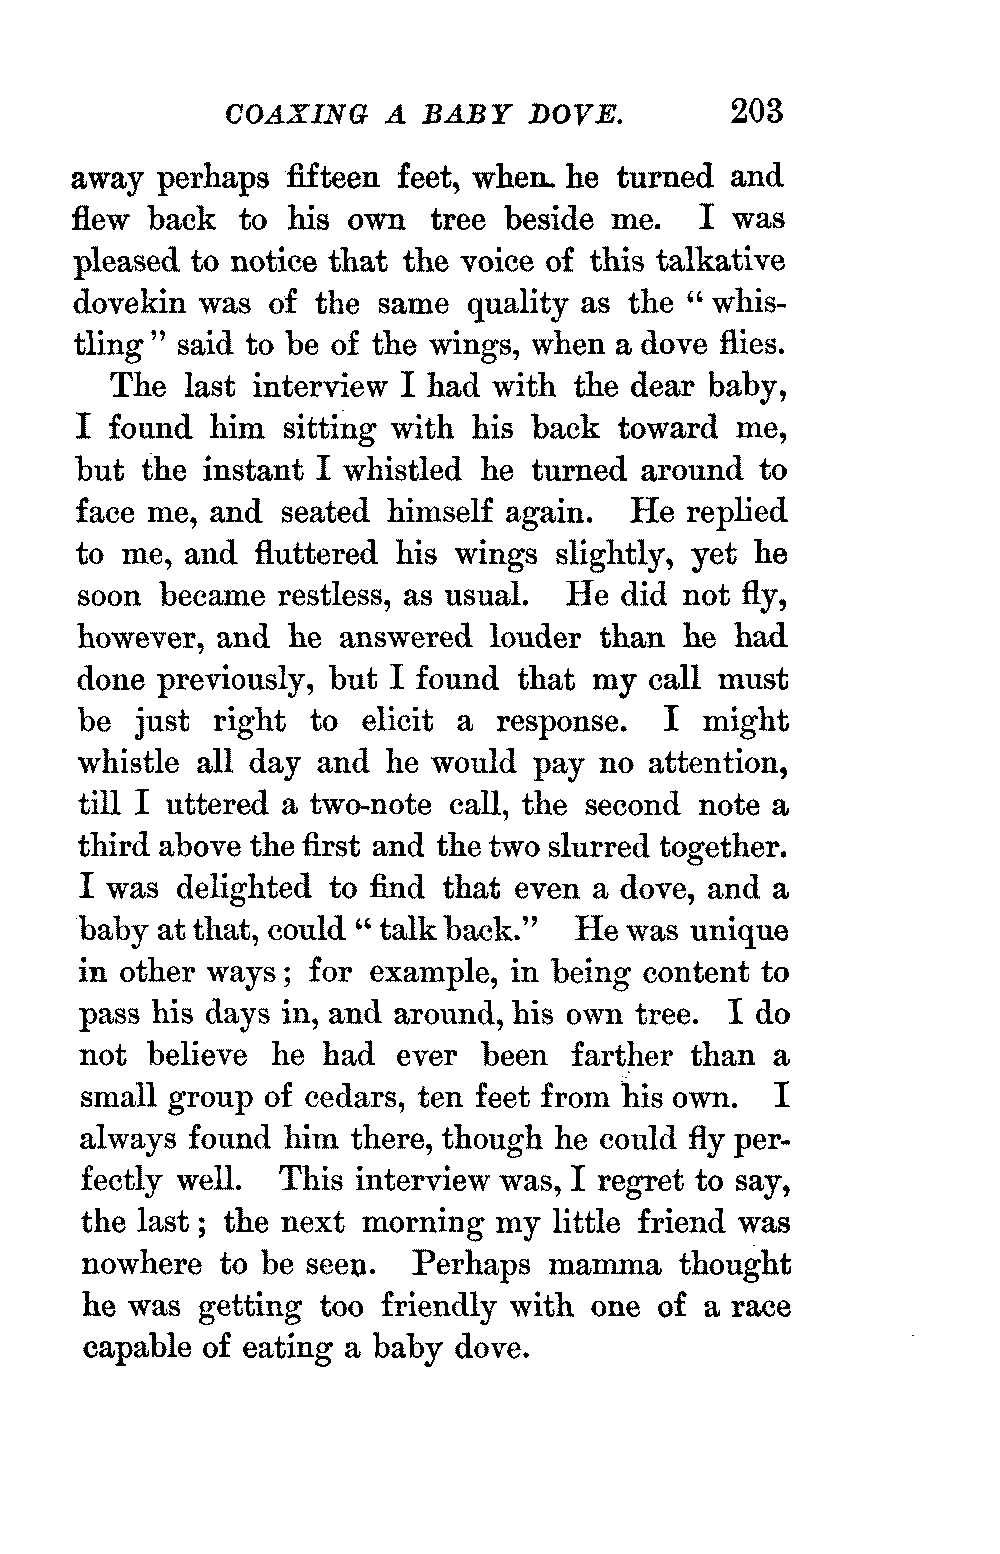 COAXING A BABY DOVE. 203
away perhaps fifteen feet, when he turned and
flew back to his own tree beside me. I was
pleased to notice that the voice of this talkative
dovekin was of the same quality as the “ whis-
tling ” said to be of the wings, when a dove flies.
The last interview I had with the dear baby,
I found him sitting with his back toward me,
but the instant I whistled he turned around to
face me, and seated himself again. He replied
to me, and fluttered his wings slightly, yet he
soon became restless, as usual. He did not fly,
however, and he answered louder than he had
done previously, but I found that my call must
be just right to elicit a response. I might
whistle all day and he would pay no attention,
till I uttered a two-note call, the second note a
third above the first and the two slurred together.
I was delighted to find that even a dove, and a
baby at that, could “ talk back.” He was unique
in other ways ; for example, in being content to
pass his days in, and around, his own tree. I do
not believe he had ever been farther than a
small group of cedars, ten feet from his own. I
always found him there, though he could fly per-
fectly well. This interview was, I regret to say,
the last ; the next morning my little friend was
nowhere to be seen. Perhaps mamma thought
he was getting too friendly with one of a race
capable of eating a baby dove.